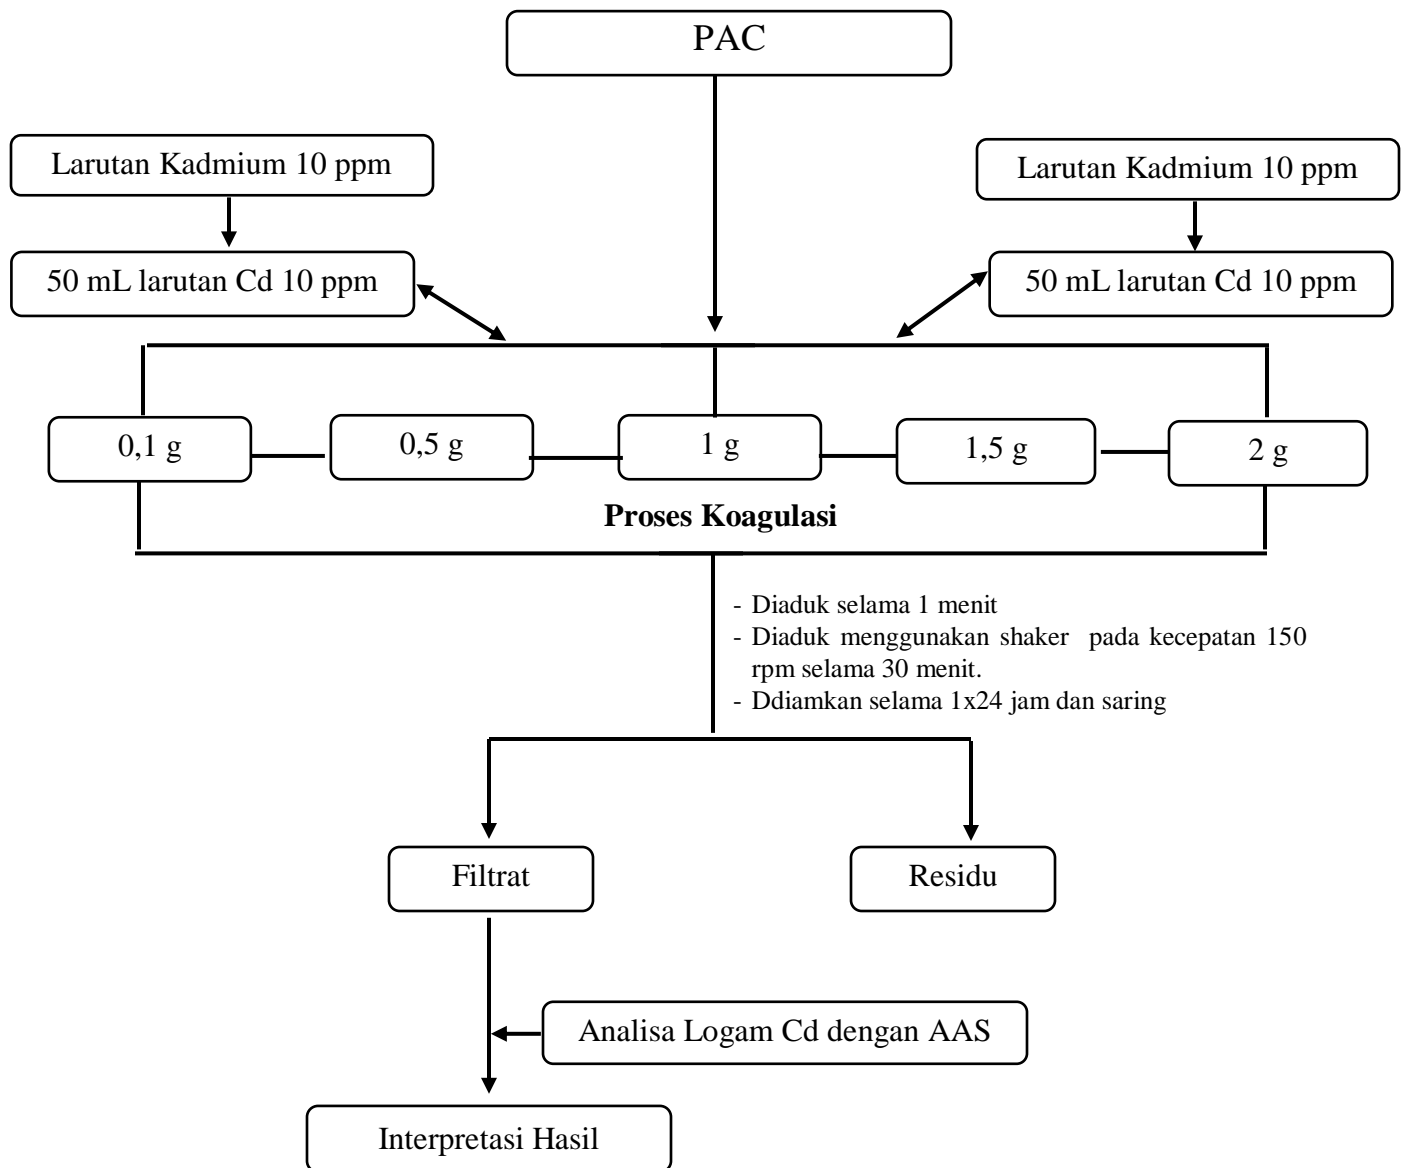 PAC
Larutan Kadmium 10 ppm
Larutan Kadmium 10 ppm
50 mL larutan Cd 10 ppm
50 mL larutan Cd 10 ppm
0,1 g
0,5 g
1 g
1,5 g
2 g
Proses Koagulasi
- Diaduk selama 1 menit
- Diaduk menggunakan shaker pada kecepatan 150
rpm selama 30 menit.
- Ddiamkan selama 1x24 jam dan saring
Filtrat
Residu
Analisa Logam Cd dengan AAS
Interpretasi Hasil